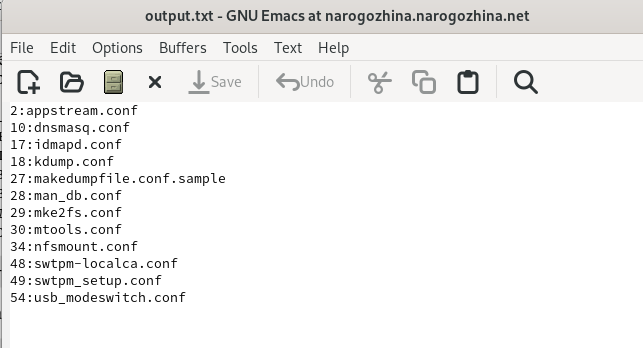 output.txt - GNU Emacs at narogozhina.narogozhina.net
File Edit Options Buffers Tools Text Help
Save Undo
2:appstream.conf
10:dnsmasq.conf
17:idmapd.conf
18:kdump.conf
27:makedumpfile.conf.sample
28:man_db.conf
29:mke2fs.conf
30:mtools.conf
34:nfsmount.conf
48:swtpm-localca.conf
49:swtpm_setup.conf
54:usb_modeswitch.conf